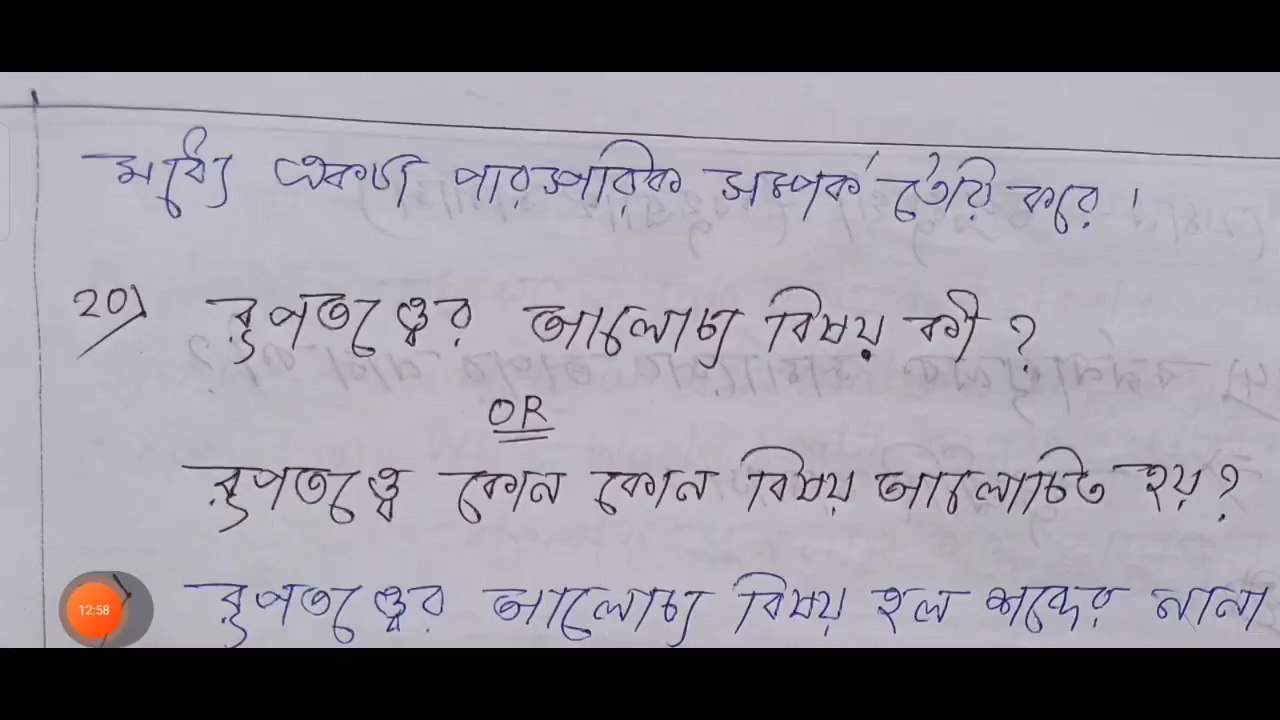 মধ্যে একটা পারস্পরিক সম্পর্ক তৈরি করে।
20) রূপতত্ত্বের আলোচ্য বিষয় কী?
OR
রূপতত্ত্বে কোন কোন বিষয় আলোচিত হয়?
রূপতত্ত্বের আলোচ্য বিষয় হল শব্দের নানা
12:58